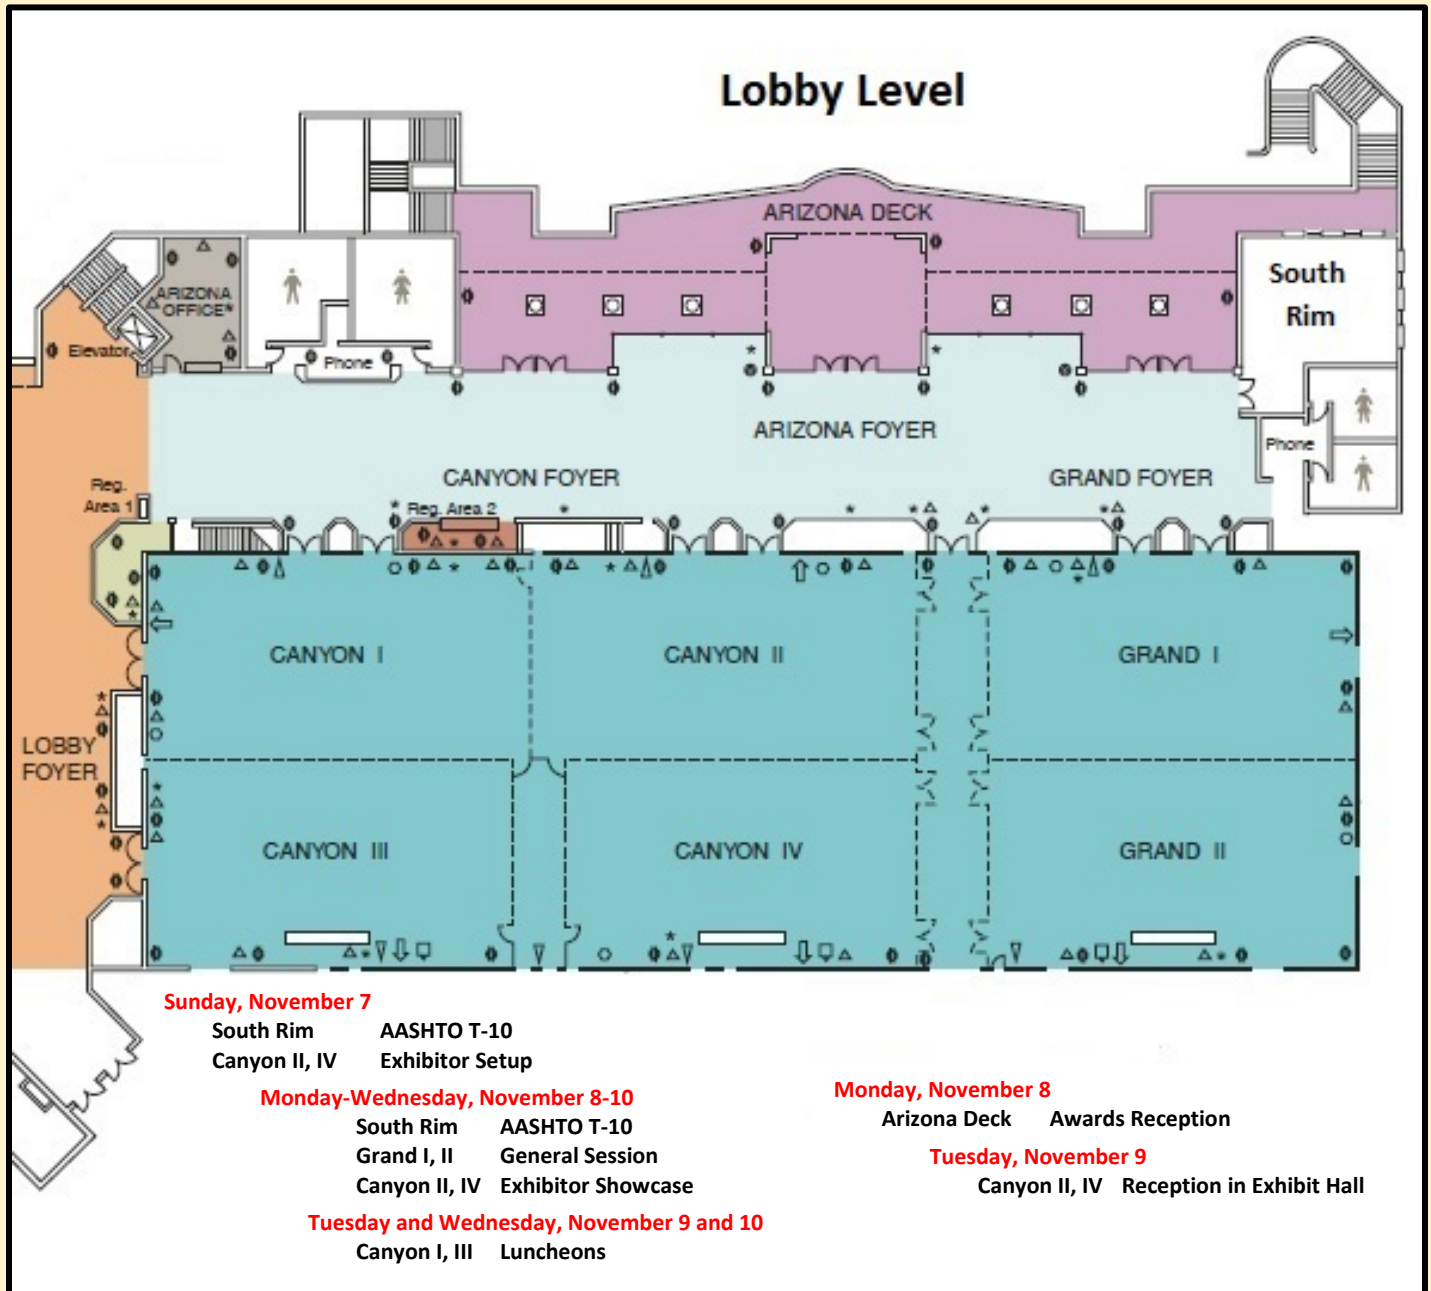 Lobby Level
ARIZONA DECK
South
Rim
ARIZONA
OFFICE*
Elevator
Phone
ARIZONA FOYER
Phone
CANYON FOYER
GRAND FOYER
Reg.
Area 1
Reg. Area 2
CANYON I
CANYON II
GRAND I
LOBBY
FOYER
CANYON III
CANYON IV
GRAND II
Sunday, November 7
South Rim AASHTO T-10
Canyon II, IV Exhibitor Setup
Monday-Wednesday, November 8-10
South Rim AASHTO T-10
Grand I, II General Session
Canyon II, IV Exhibitor Showcase
Tuesday and Wednesday, November 9 and 10
Canyon I, III Luncheons
Monday, November 8
Arizona Deck Awards Reception
Tuesday, November 9
Canyon II, IV Reception in Exhibit Hall